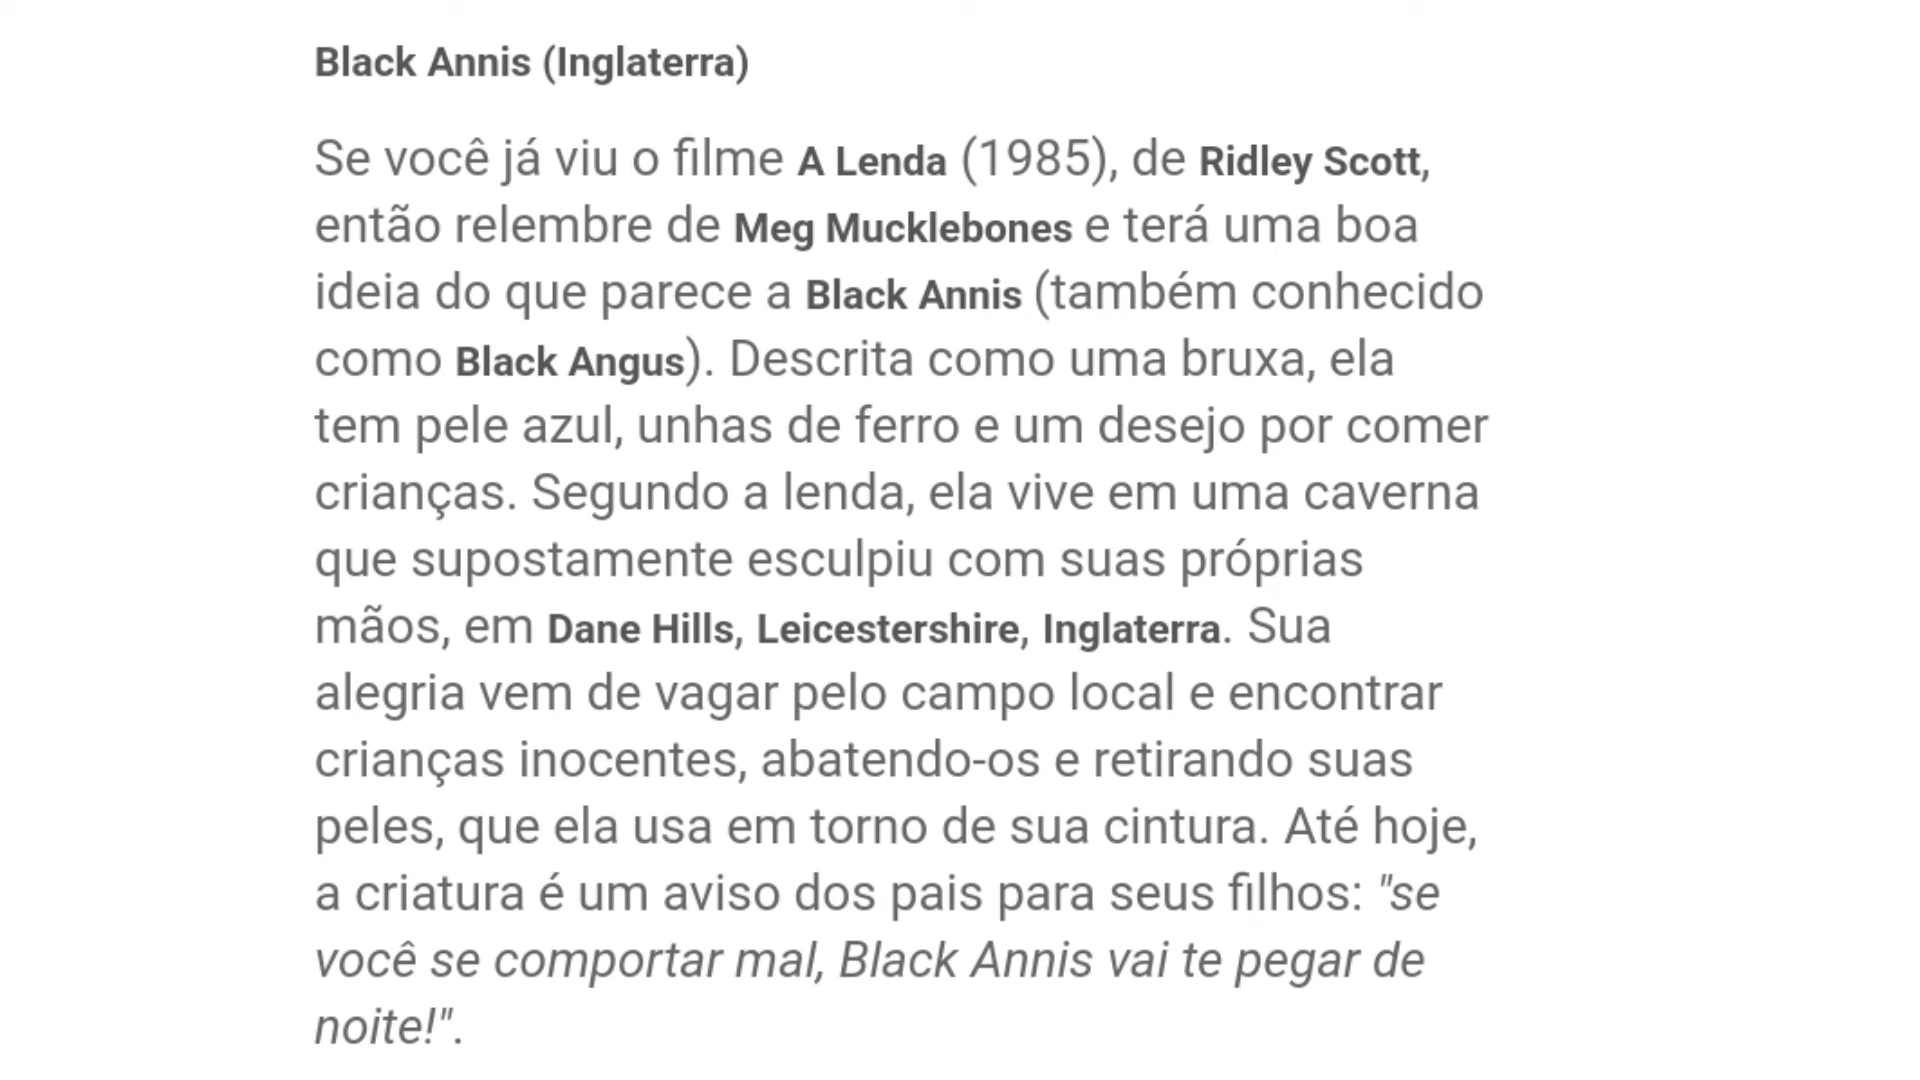 Black Annis (Inglaterra)
Se você já viu o filme A Lenda (1985), de Ridley Scott,
então relembre de Meg Mucklebones e terá uma boa
ideia do que parece a Black Annis (também conhecido
como Black Angus). Descrita como uma bruxa, ela
tem pele azul, unhas de ferro e um desejo por comer
crianças. Segundo a lenda, ela vive em uma caverna
que supostamente esculpiu com suas próprias
mãos, em Dane Hills, Leicestershire, Inglaterra. Sua
alegria vem de vagar pelo campo local e encontrar
crianças inocentes, abatendo-os e retirando suas
peles, que ela usa em torno de sua cintura. Até hoje,
a criatura é um aviso dos pais para seus filhos: "se
você se comportar mal, Black Annis vai te pegar de
noite!".